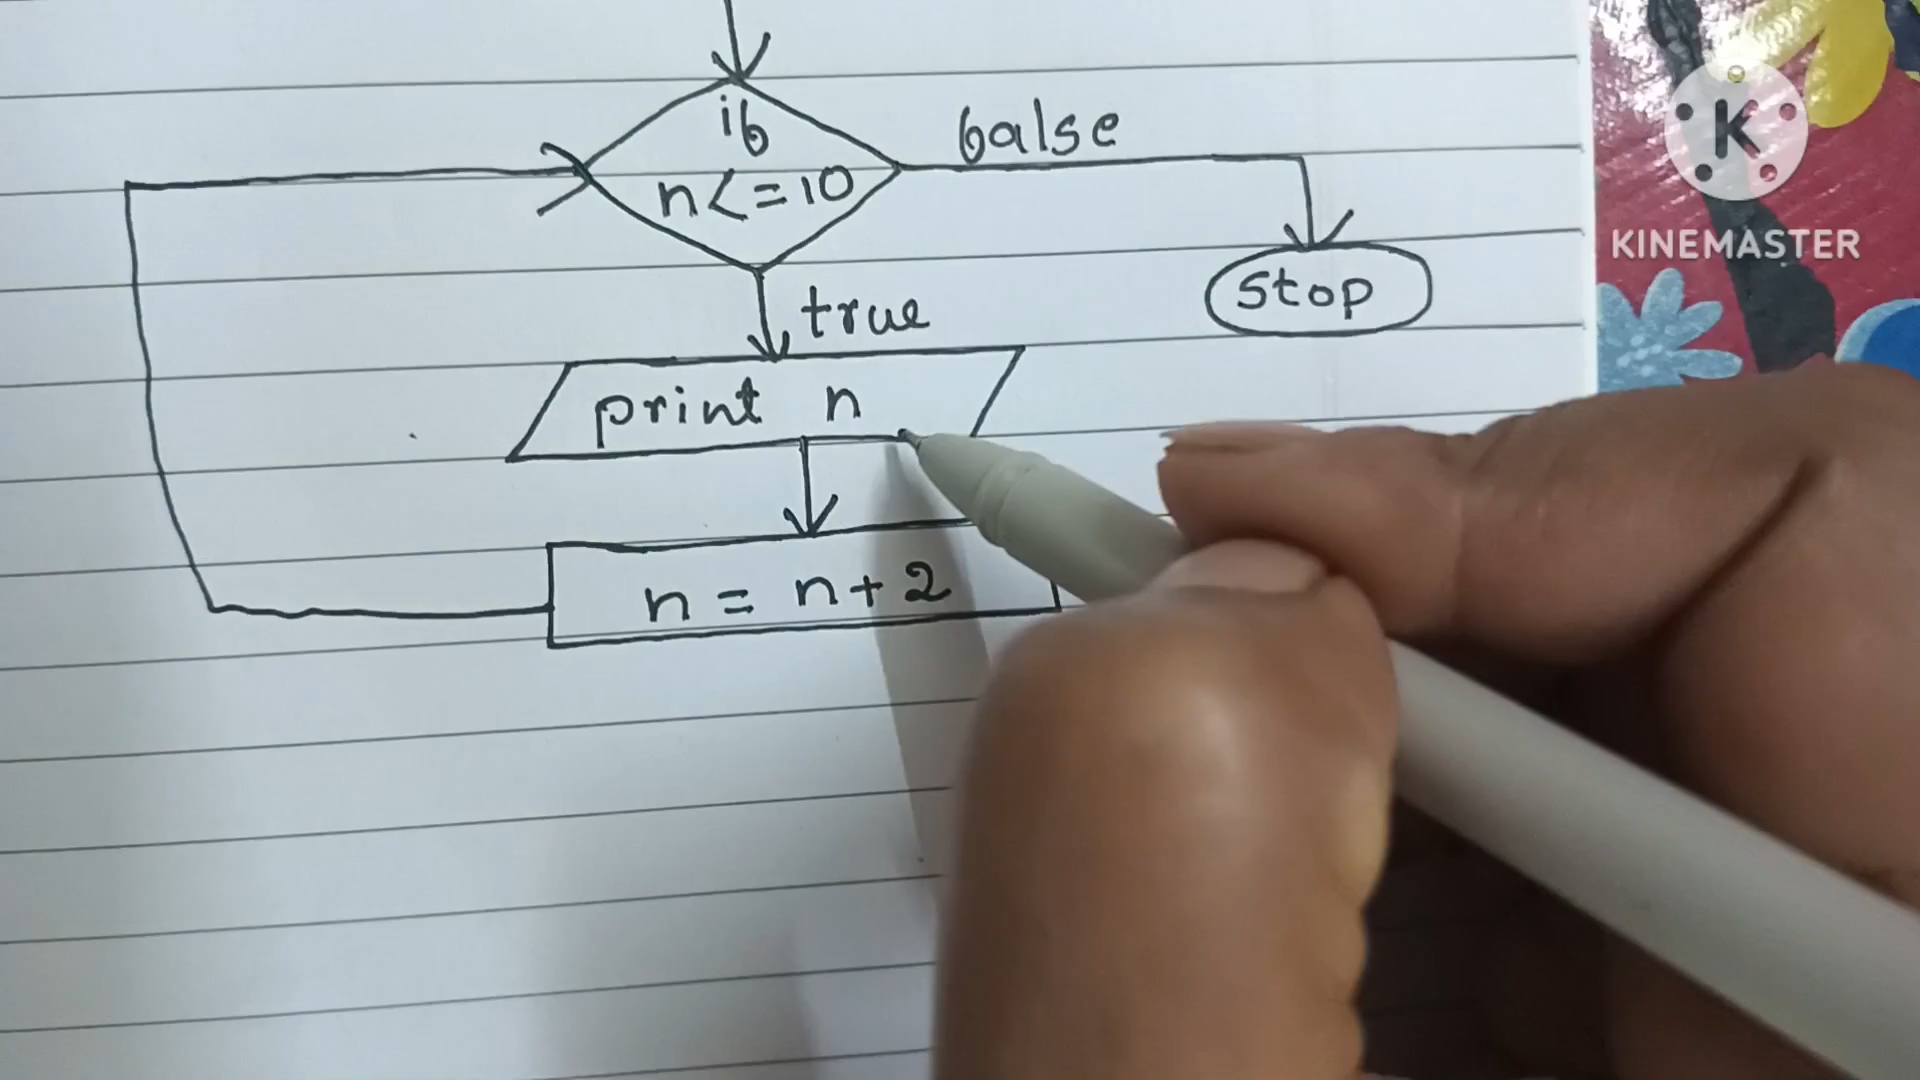 if
n<=10
false
true
stop
print n
n = n+2
K
KINEMASTER